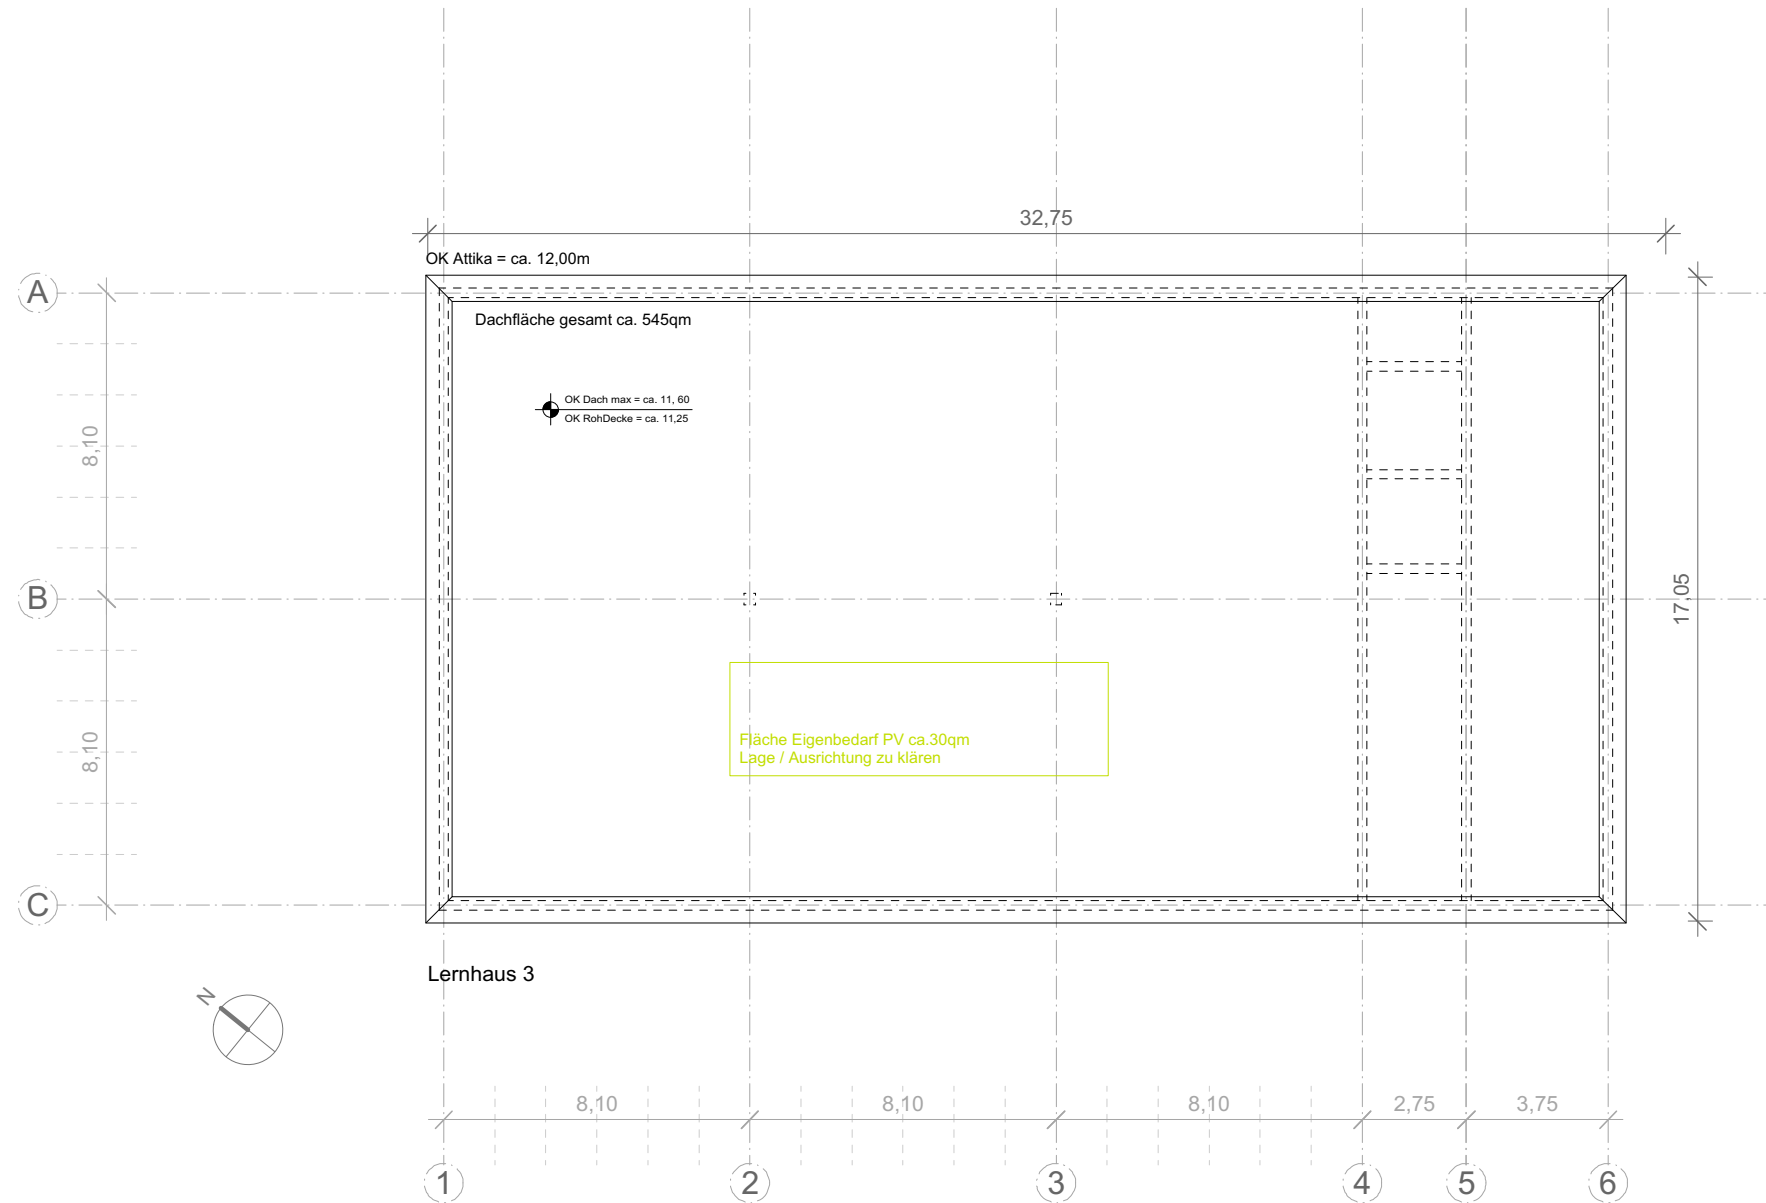 32,75
OK Attika = ca. 12,00m
A
Dachfläche gesamt ca. 545qm
OK Dach max = ca. 11, 60
OK RohDecke = ca. 11,25
8,10
B
17,05
Fläche Eigenbedarf PV ca.30qm
Lage / Ausrichtung zu klären
8,10
C
Lernhaus 3
N
8,10 8,10 8,10 2,75 3,75
1 2 3 4 5 6